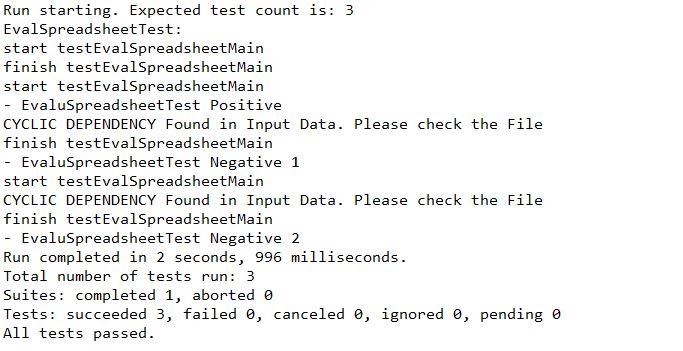 Run starting. Expected test count is: 3
EvalSpreadsheetTest:
start testEvalSpreadsheetMain
finish testEvalSpreadsheetMain
start testEvalSpreadsheetMain
- EvaluSpreadsheetTest Positive
CYCLIC DEPENDENCY Found in Input Data. Please check the File
finish testEvalSpreadsheetMain
- EvaluSpreadsheetTest Negative 1
start testEvalSpreadsheetMain
CYCLIC DEPENDENCY Found in Input Data. Please check the File
finish testEvalSpreadsheetMain
- EvaluSpreadsheetTest Negative 2
Run completed in 2 seconds, 996 milliseconds.
Total number of tests run: 3
Suites: completed 1, aborted 0
Tests: succeeded 3, failed 0, canceled 0, ignored 0, pending 0
All tests passed.